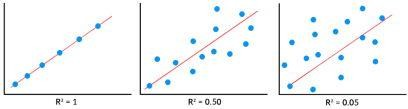 R² = 1
R² = 0.50
R² = 0.05